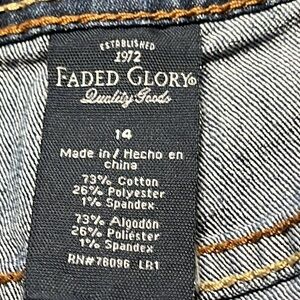 ESTABLISHED
1972
FADED GLORY®
Quality Goods
14
Made in / Hecho en
china
73% Cotton
26% Polyester
1% Spandex
73% Algodón
26% Poliéster
1% Spandex
RN#76096 LR1